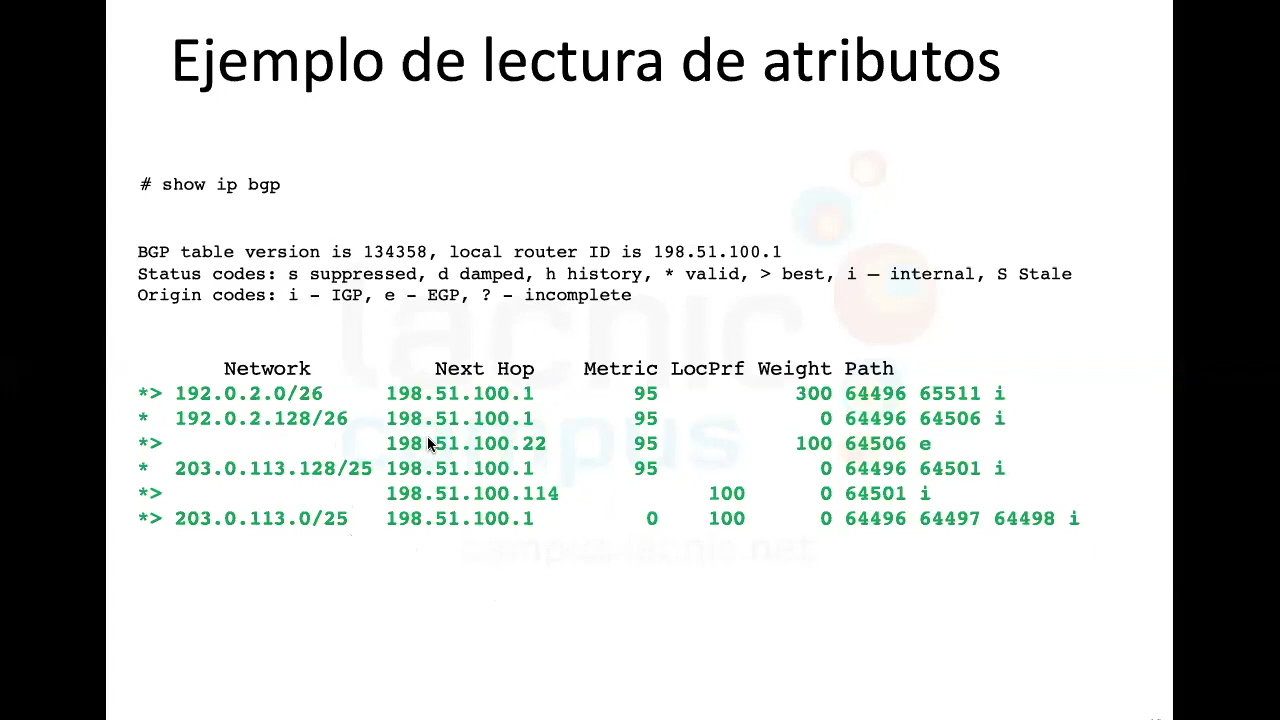 Ejemplo de lectura de atributos
# show ip bgp
BGP table version is 134358, local router ID is 198.51.100.1
Status codes: s suppressed, d damped, h history, * valid, > best, i – internal, S Stale
Origin codes: i - IGP, e - EGP, ? - incomplete
Network Next Hop Metric LocPrf Weight Path
*> 192.0.2.0/26 198.51.100.1 95 300 64496 65511 i
* 192.0.2.128/26 198.51.100.1 95 0 64496 64506 i
*> 198.51.100.22 95 100 64506 e
* 203.0.113.128/25 198.51.100.1 95 0 64496 64501 i
*> 198.51.100.114 100 0 64501 i
*> 203.0.113.0/25 198.51.100.1 0 100 0 64496 64497 64498 i
lacnic
campus
campus.lacnic.net